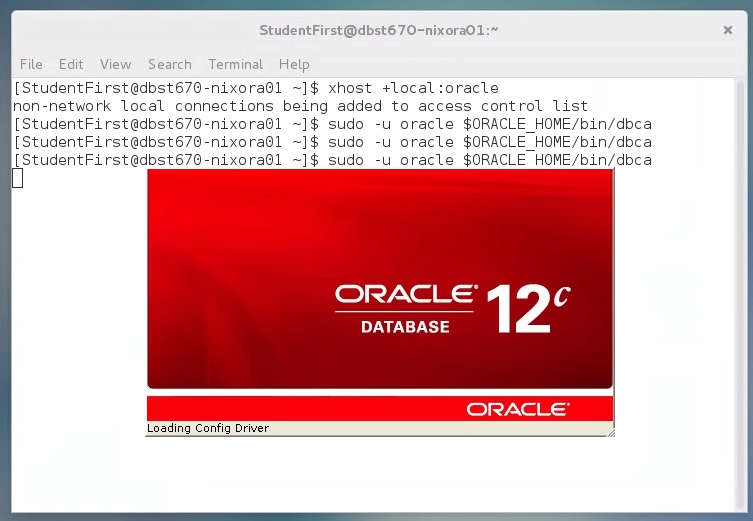 StudentFirst@dbst670-nixora01:~
File Edit View Search Terminal Help
[StudentFirst@dbst670-nixora01 ~]$ xhost +local:oracle
non-network local connections being added to access control list
[StudentFirst@dbst670-nixora01 ~]$ sudo -u oracle $ORACLE_HOME/bin/dbca
[StudentFirst@dbst670-nixora01 ~]$ sudo -u oracle $ORACLE_HOME/bin/dbca
[StudentFirst@dbst670-nixora01 ~]$ sudo -u oracle $ORACLE_HOME/bin/dbca
ORACLE® 12c
DATABASE
ORACLE®
Loading Config Driver